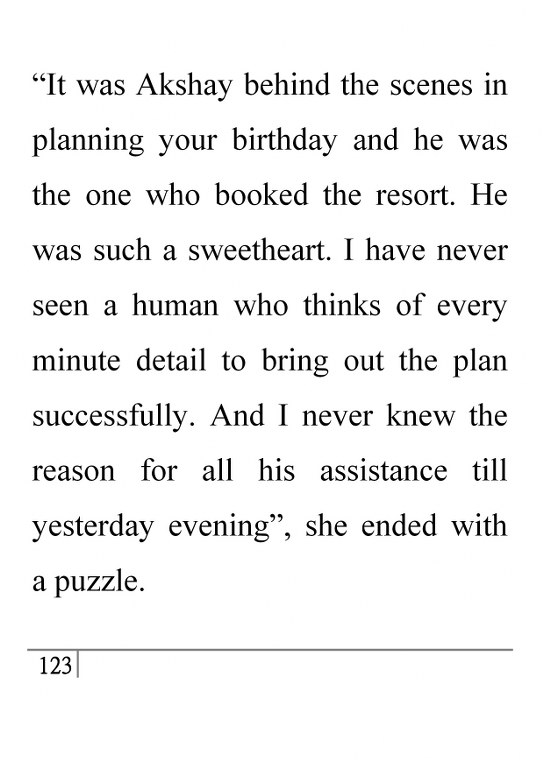 “It was Akshay behind the scenes in
planning your birthday and he was
the one who booked the resort. He
was such a sweetheart. I have never
seen a human who thinks of every
minute detail to bring out the plan
successfully. And I never knew the
reason for all his assistance till
yesterday evening”, she ended with
a puzzle.
123